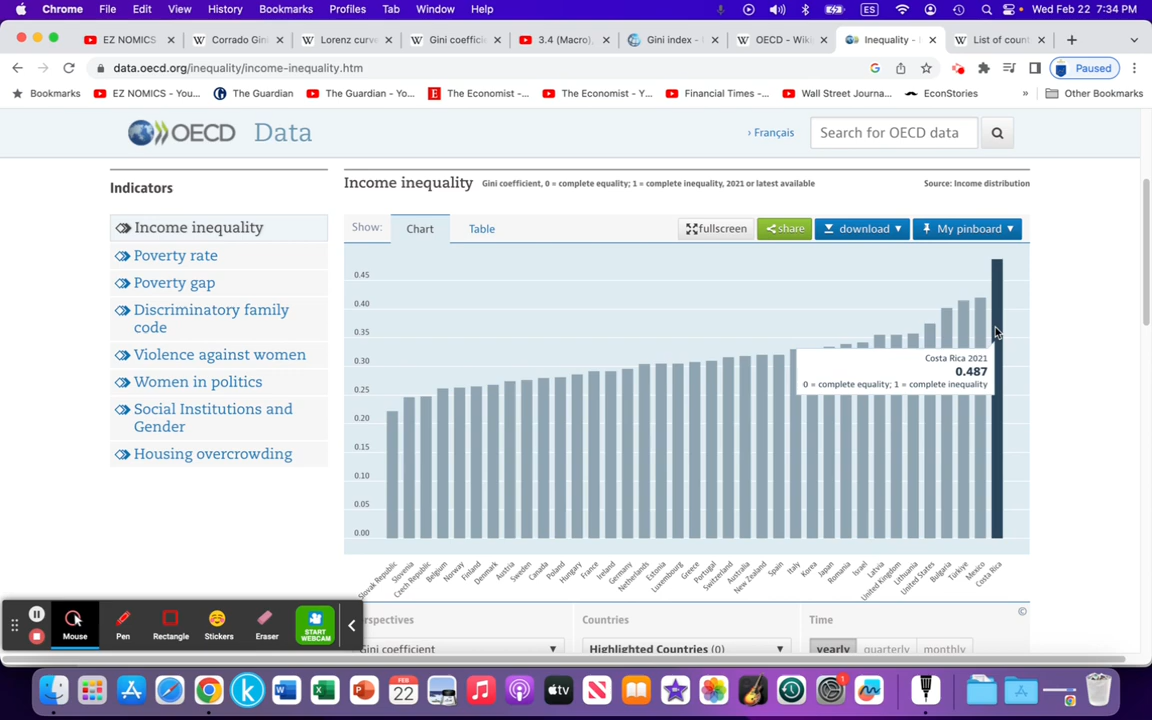 Chrome File Edit View History Bookmarks Profiles Tab Window Help ES Wed Feb 22 7:34 PM
EZ NOMICS Corrado Gini Lorenz curve Gini coeffici 3.4 (Macro), Gini index - OECD - Wiki Inequality - List of count
data.oecd.org/inequality/income-inequality.htm Paused
Bookmarks EZ NOMICS - You... The Guardian The Guardian - Yo... The Economist -... The Economist - Y... Financial Times -... Wall Street Journa... EconStories » Other Bookmarks
OECD Data › Français Search for OECD data
Indicators
Income inequality
Poverty rate
Poverty gap
Discriminatory family
code
Violence against women
Women in politics
Social Institutions and
Gender
Housing overcrowding
Income inequality Gini coefficient, 0 = complete equality; 1 = complete inequality, 2021 or latest available Source: Income distribution
Show: Chart Table fullscreen share download ▼ My pinboard ▼
0.45
0.40
0.35
0.30
0.25
0.20
0.15
0.10
0.05
0.00
Costa Rica 2021
0.487
0 = complete equality; 1 = complete inequality
Slovak Republic
Slovenia
Czech Republic
Belgium
Norway
Finland
Denmark
Austria
Sweden
Canada
Poland
Hungary
France
Ireland
Germany
Netherlands
Estonia
Luxembourg
Greece
Portugal
Switzerland
Australia
New Zealand
Spain
Italy
Korea
Japan
Romania
Israel
Latvia
United Kingdom
Lithuania
United States
Bulgaria
Türkiye
Mexico
Costa Rica
©
rspectives Countries Time
Gini coefficient ▼ Highlighted Countries (0) ▼ yearly quarterly monthly
Mouse Pen Rectangle Stickers Eraser START
WEBCAM
FEB
22
1